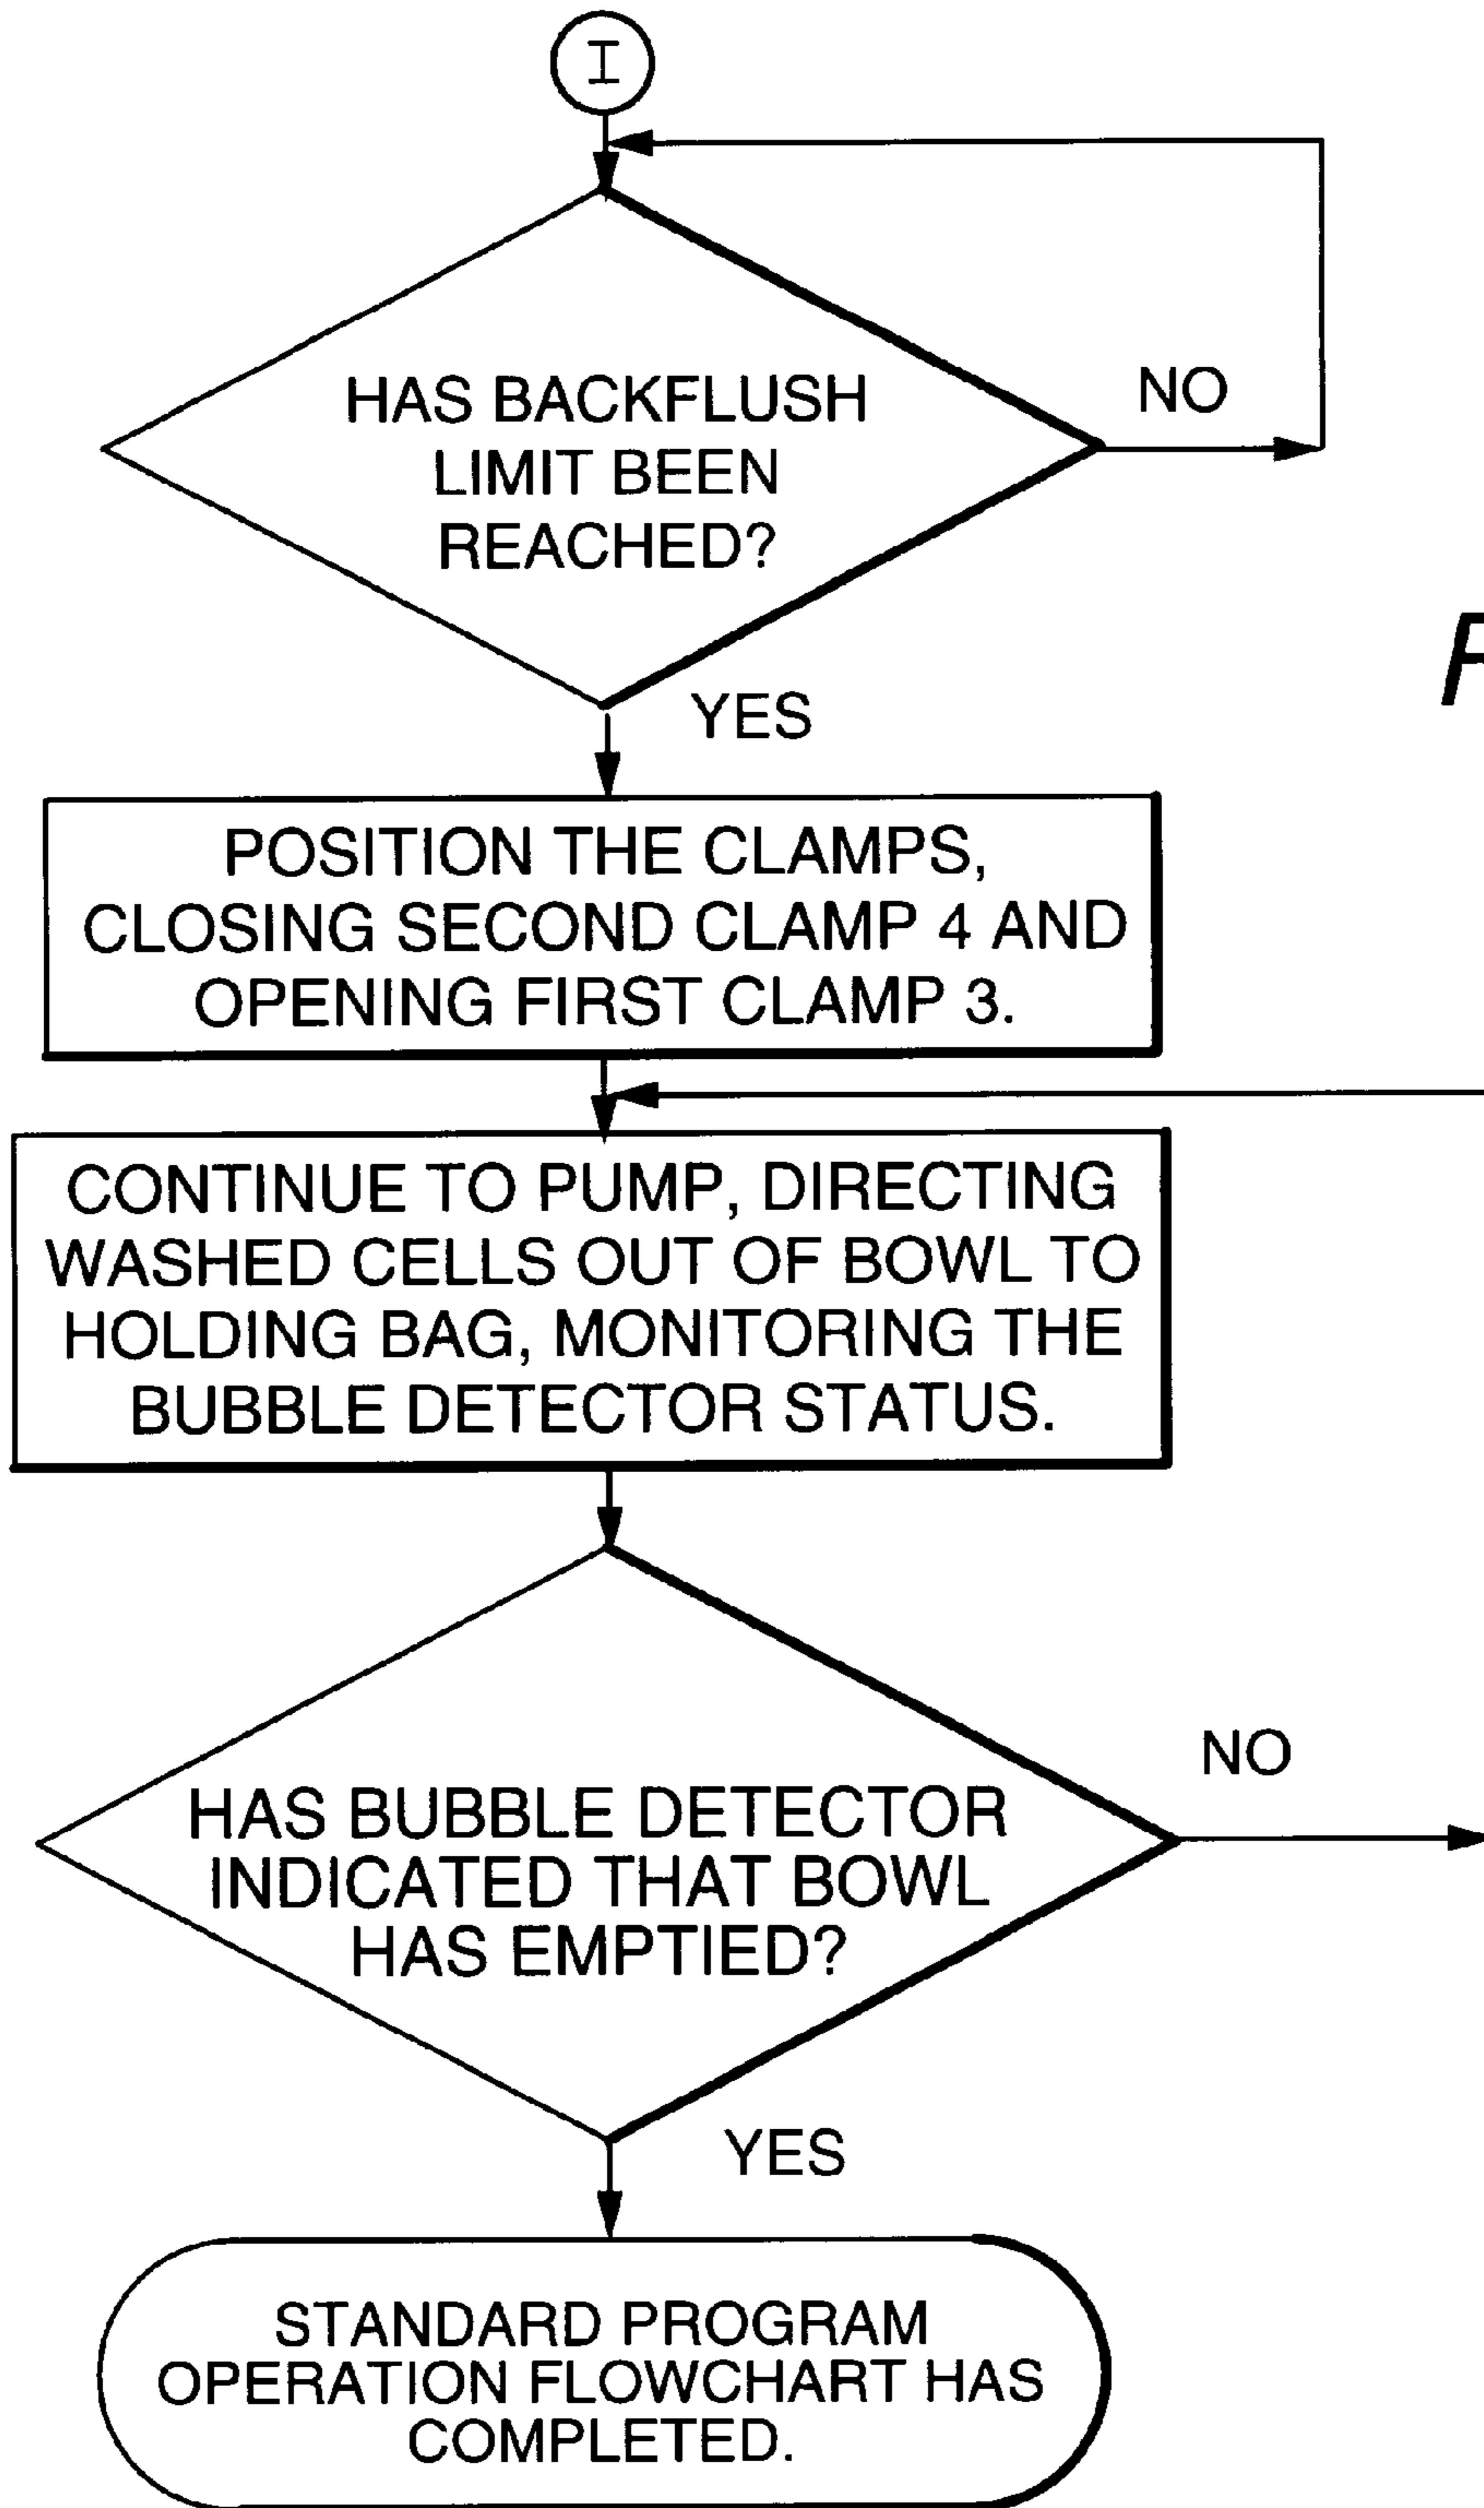 I
HAS BACKFLUSH
LIMIT BEEN
REACHED?
NO
YES
POSITION THE CLAMPS,
CLOSING SECOND CLAMP 4 AND
OPENING FIRST CLAMP 3.
CONTINUE TO PUMP, DIRECTING
WASHED CELLS OUT OF BOWL TO
HOLDING BAG, MONITORING THE
BUBBLE DETECTOR STATUS.
HAS BUBBLE DETECTOR
INDICATED THAT BOWL
HAS EMPTIED?
NO
YES
STANDARD PROGRAM
OPERATION FLOWCHART HAS
COMPLETED.